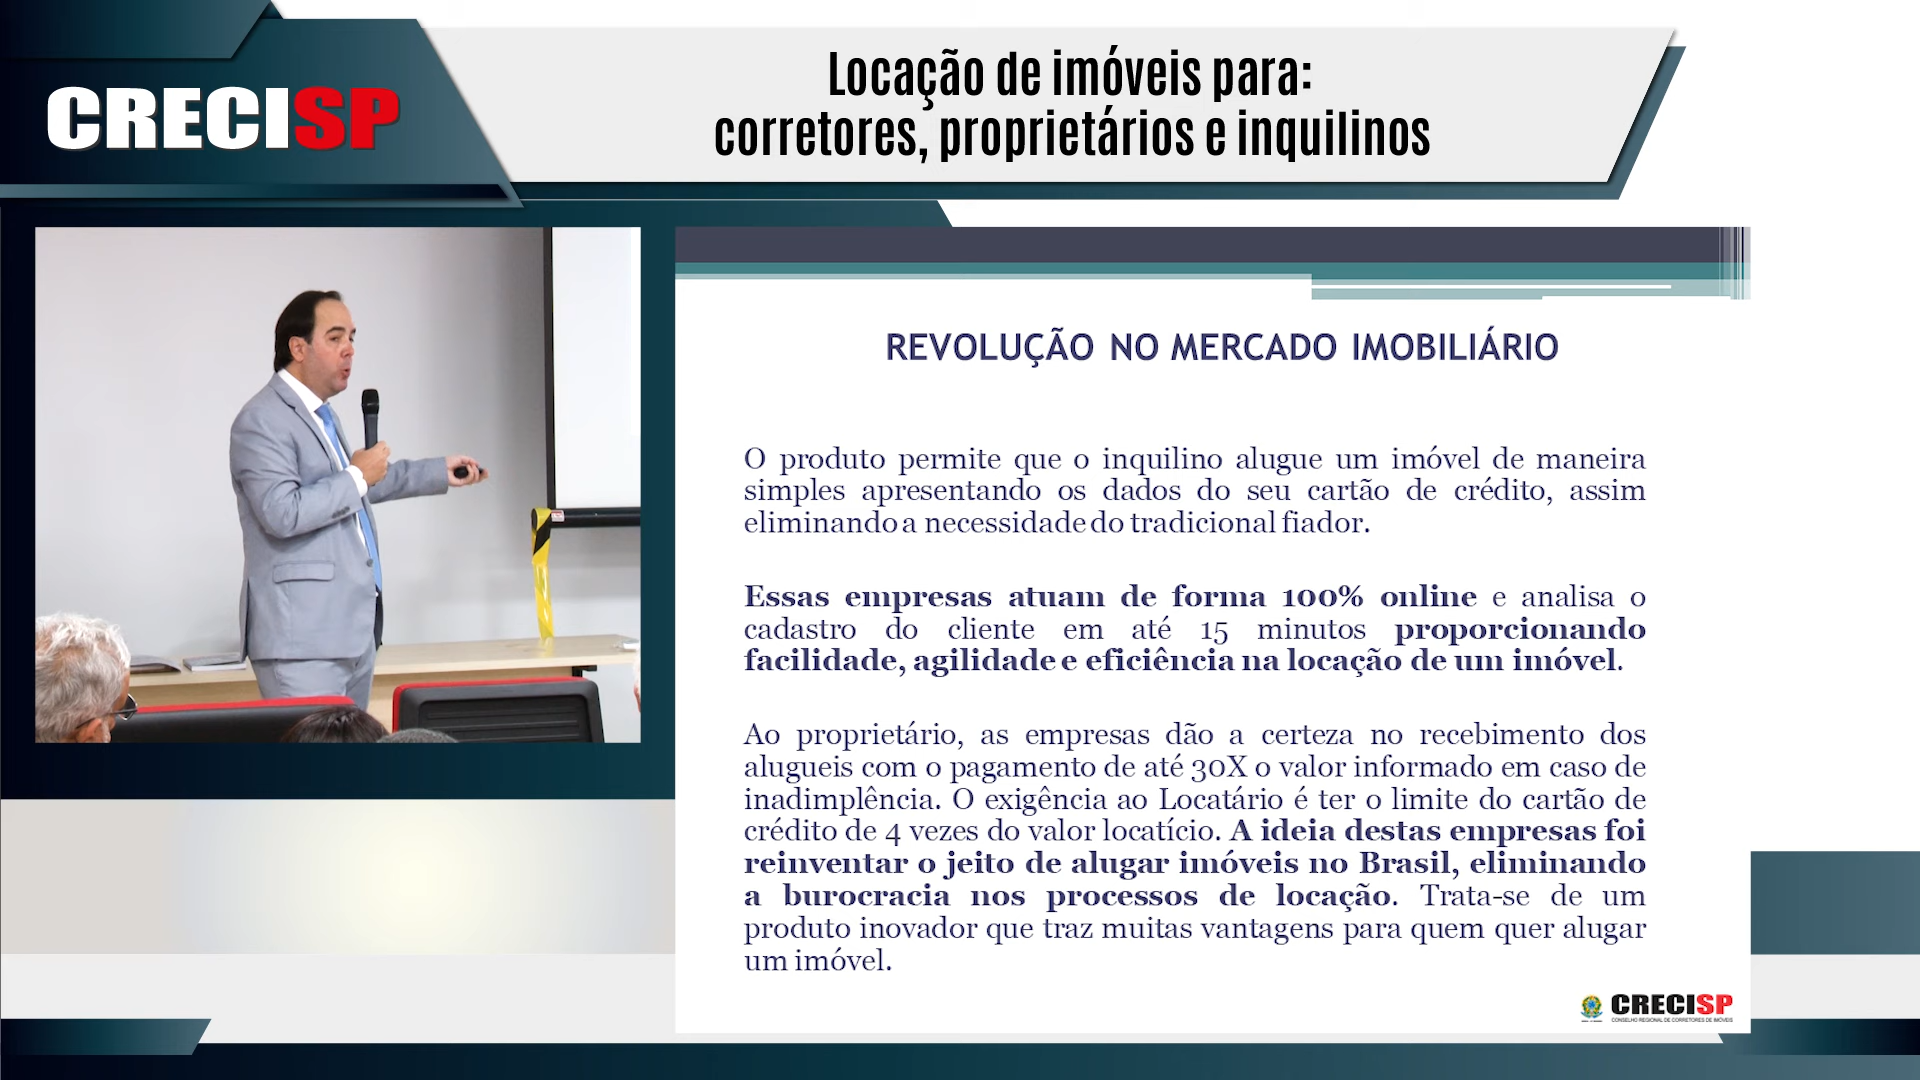 CRECISP
Locação de imóveis para:
corretores, proprietários e inquilinos
REVOLUÇÃO NO MERCADO IMOBILIÁRIO
O produto permite que o inquilino alugue um imóvel de maneira
simples apresentando os dados do seu cartão de crédito, assim
eliminando a necessidade do tradicional fiador.
Essas empresas atuam de forma 100% online e analisa o
cadastro do cliente em até 15 minutos proporcionando
facilidade, agilidade e eficiência na locação de um imóvel.
Ao proprietário, as empresas dão a certeza no recebimento dos
alugueis com o pagamento de até 30X o valor informado em caso de
inadimplência. O exigência ao Locatário é ter o limite do cartão de
crédito de 4 vezes do valor locatício. A ideia destas empresas foi
reinventar o jeito de alugar imóveis no Brasil, eliminando
a burocracia nos processos de locação. Trata-se de um
produto inovador que traz muitas vantagens para quem quer alugar
um imóvel.
CRECISP
CONSELHO REGIONAL DE CORRETORES DE IMÓVEIS